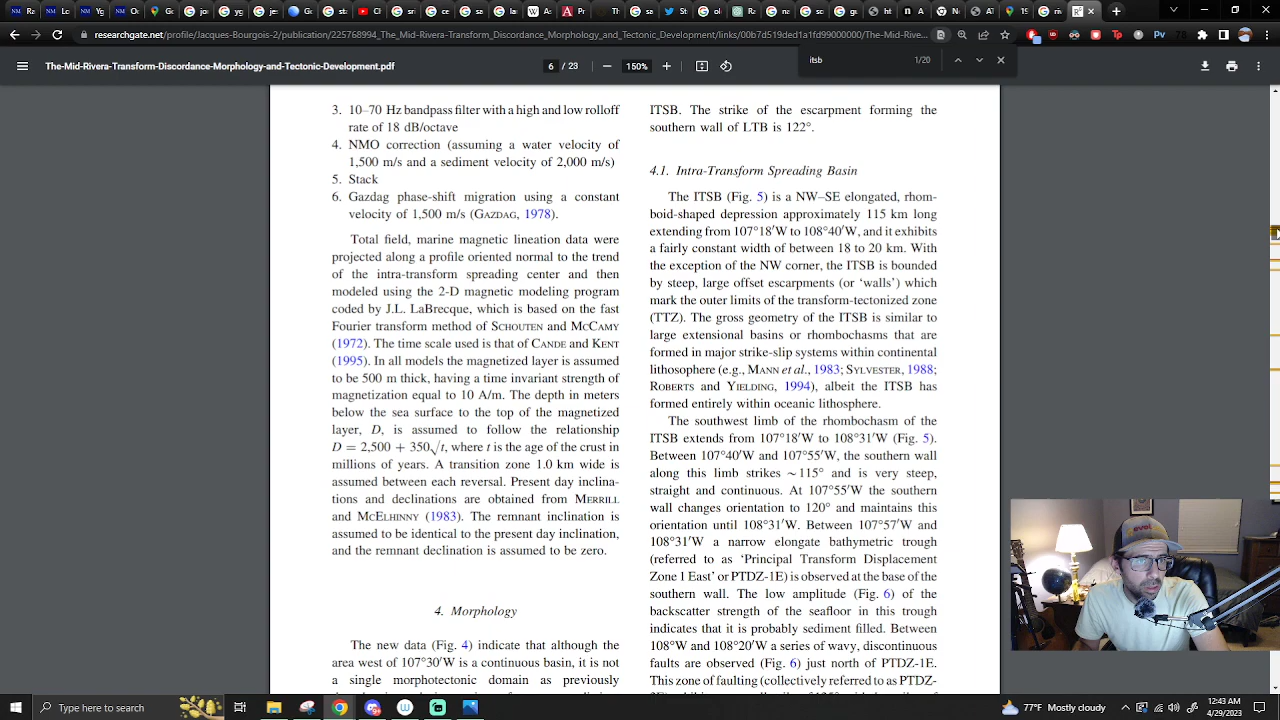 researchgate.net/profile/Jacques-Bourgois-2/publication/225768994_The_Mid-Rivera-Transform_Discordance_Morphology_and_Tectonic_Development/links/00b7d519ded1a1fd99000000/The-Mid-Rive...
The-Mid-Rivera-Transform-Discordance-Morphology-and-Tectonic-Development.pdf
6 / 23
150%
itsb
1/20
3. 10–70 Hz bandpass filter with a high and low rolloff
rate of 18 dB/octave
4. NMO correction (assuming a water velocity of
1,500 m/s and a sediment velocity of 2,000 m/s)
5. Stack
6. Gazdag phase-shift migration using a constant
velocity of 1,500 m/s (GAZDAG, 1978).
Total field, marine magnetic lineation data were
projected along a profile oriented normal to the trend
of the intra-transform spreading center and then
modeled using the 2-D magnetic modeling program
coded by J.L. LaBrecque, which is based on the fast
Fourier transform method of SCHOUTEN and MCCAMY
(1972). The time scale used is that of CANDE and KENT
(1995). In all models the magnetized layer is assumed
to be 500 m thick, having a time invariant strength of
magnetization equal to 10 A/m. The depth in meters
below the sea surface to the top of the magnetized
layer, D, is assumed to follow the relationship
D = 2,500 + 350√t, where t is the age of the crust in
millions of years. A transition zone 1.0 km wide is
assumed between each reversal. Present day inclina-
tions and declinations are obtained from MERRILL
and MCELHINNY (1983). The remnant inclination is
assumed to be identical to the present day inclination,
and the remnant declination is assumed to be zero.
4. Morphology
The new data (Fig. 4) indicate that although the
area west of 107°30′W is a continuous basin, it is not
a single morphotectonic domain as previously
ITSB. The strike of the escarpment forming the
southern wall of LTB is 122°.
4.1. Intra-Transform Spreading Basin
The ITSB (Fig. 5) is a NW–SE elongated, rhom-
boid-shaped depression approximately 115 km long
extending from 107°18′W to 108°40′W, and it exhibits
a fairly constant width of between 18 to 20 km. With
the exception of the NW corner, the ITSB is bounded
by steep, large offset escarpments (or ‘walls’) which
mark the outer limits of the transform-tectonized zone
(TTZ). The gross geometry of the ITSB is similar to
large extensional basins or rhombochasms that are
formed in major strike-slip systems within continental
lithosphere (e.g., MANN et al., 1983; SYLVESTER, 1988;
ROBERTS and YIELDING, 1994), albeit the ITSB has
formed entirely within oceanic lithosphere.
The southwest limb of the rhombochasm of the
ITSB extends from 107°18′W to 108°31′W (Fig. 5).
Between 107°40′W and 107°55′W, the southern wall
along this limb strikes ~115° and is very steep,
straight and continuous. At 107°55′W the southern
wall changes orientation to 120° and maintains this
orientation until 108°31′W. Between 107°57′W and
108°31′W a narrow elongate bathymetric trough
(referred to as ‘Principal Transform Displacement
Zone 1 East’ or PTDZ-1E) is observed at the base of the
southern wall. The low amplitude (Fig. 6) of the
backscatter strength of the seafloor in this trough
indicates that it is probably sediment filled. Between
108°W and 108°20′W a series of wavy, discontinuous
faults are observed (Fig. 6) just north of PTDZ-1E.
This zone of faulting (collectively referred to as PTDZ-
Type here to search
77°F Mostly cloudy
12:43 AM
4/29/2023